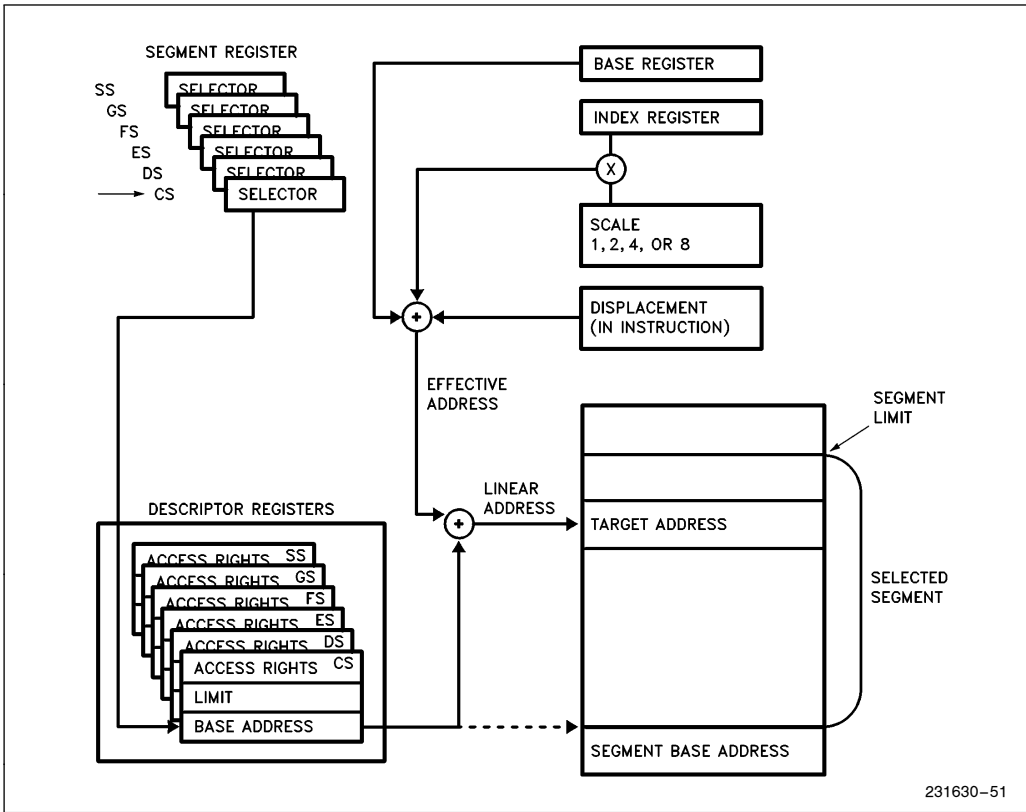 SEGMENT REGISTER
SS
GS
FS
ES
DS
CS
SELECTOR
SELECTOR
SELECTOR
SELECTOR
SELECTOR
SELECTOR
BASE REGISTER
INDEX REGISTER
X
SCALE
1, 2, 4, OR 8
+
DISPLACEMENT
(IN INSTRUCTION)
EFFECTIVE
ADDRESS
SEGMENT
LIMIT
LINEAR
ADDRESS
+
TARGET ADDRESS
SELECTED
SEGMENT
SEGMENT BASE ADDRESS
DESCRIPTOR REGISTERS
ACCESS RIGHTS SS
ACCESS RIGHTS GS
ACCESS RIGHTS FS
ACCESS RIGHTS ES
ACCESS RIGHTS DS
ACCESS RIGHTS CS
LIMIT
BASE ADDRESS
231630-51